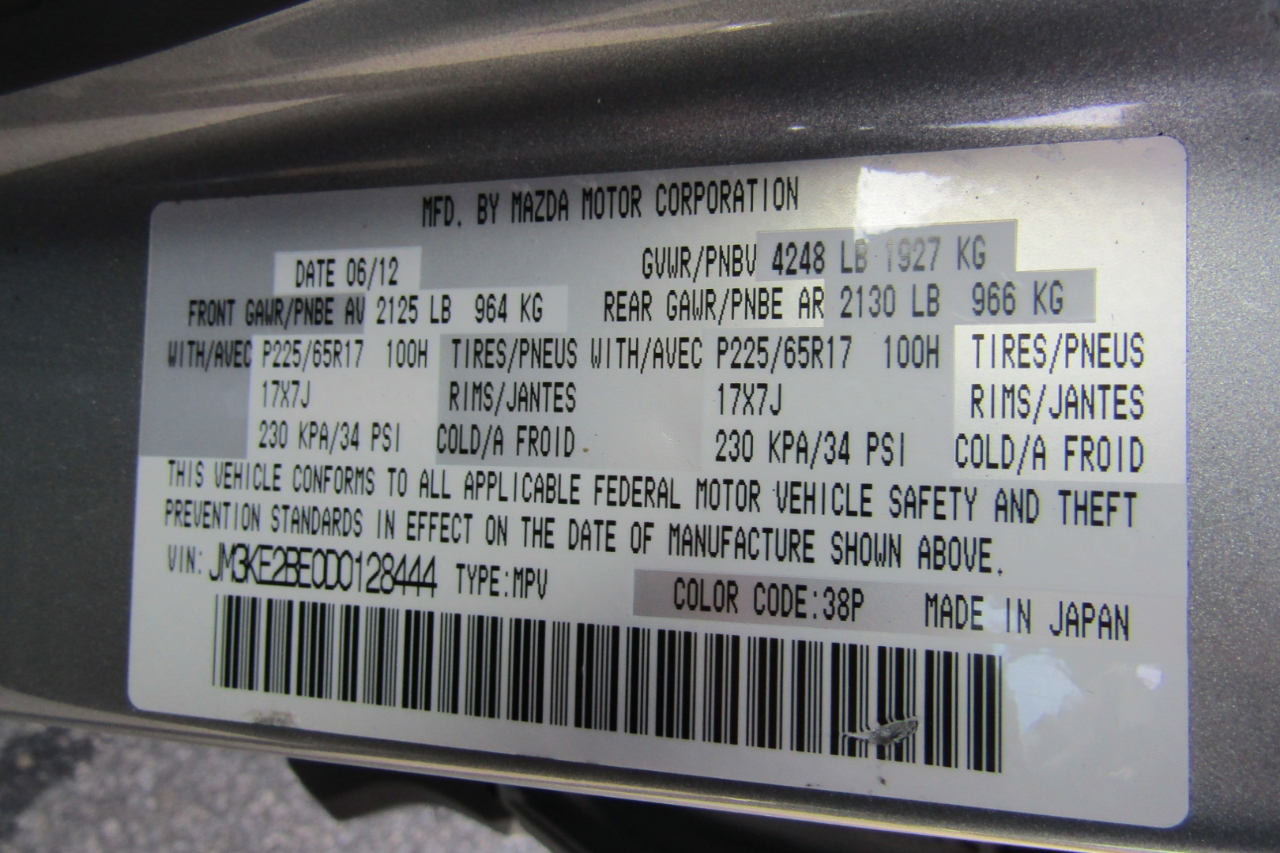 MFD. BY MAZDA MOTOR CORPORATION
DATE 06/12 GVWR/PNBV 4248 LB 1927 KG
FRONT GAWR/PNBE AV 2125 LB 964 KG REAR GAWR/PNBE AR 2130 LB 966 KG
WITH/AVEC P225/65R17 100H TIRES/PNEUS WITH/AVEC P225/65R17 100H TIRES/PNEUS
17X7J RIMS/JANTES 17X7J RIMS/JANTES
230 KPA/34 PSI COLD/A FROID 230 KPA/34 PSI COLD/A FROID
THIS VEHICLE CONFORMS TO ALL APPLICABLE FEDERAL MOTOR VEHICLE SAFETY AND THEFT
PREVENTION STANDARDS IN EFFECT ON THE DATE OF MANUFACTURE SHOWN ABOVE.
VIN: JM3KE2BE0D0128444 TYPE:MPV COLOR CODE:38P MADE IN JAPAN